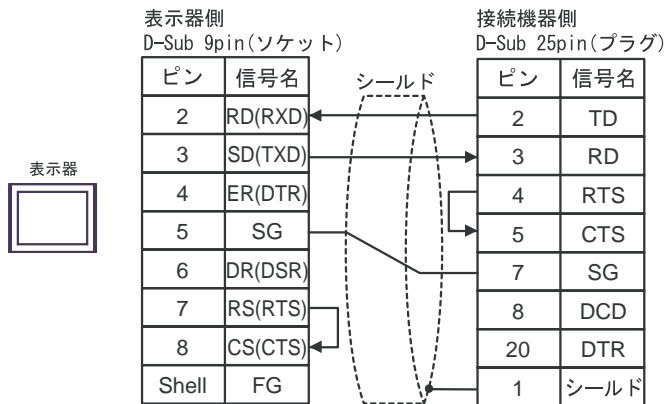 表示器側
D-Sub 9pin(ソケット)
ピン 信号名
2 RD(RXD)
3 SD(TXD)
4 ER(DTR)
5 SG
6 DR(DSR)
7 RS(RTS)
8 CS(CTS)
Shell FG
シールド
接続機器側
D-Sub 25pin(プラグ)
ピン 信号名
2 TD
3 RD
4 RTS
5 CTS
7 SG
8 DCD
20 DTR
1 シールド
表示器